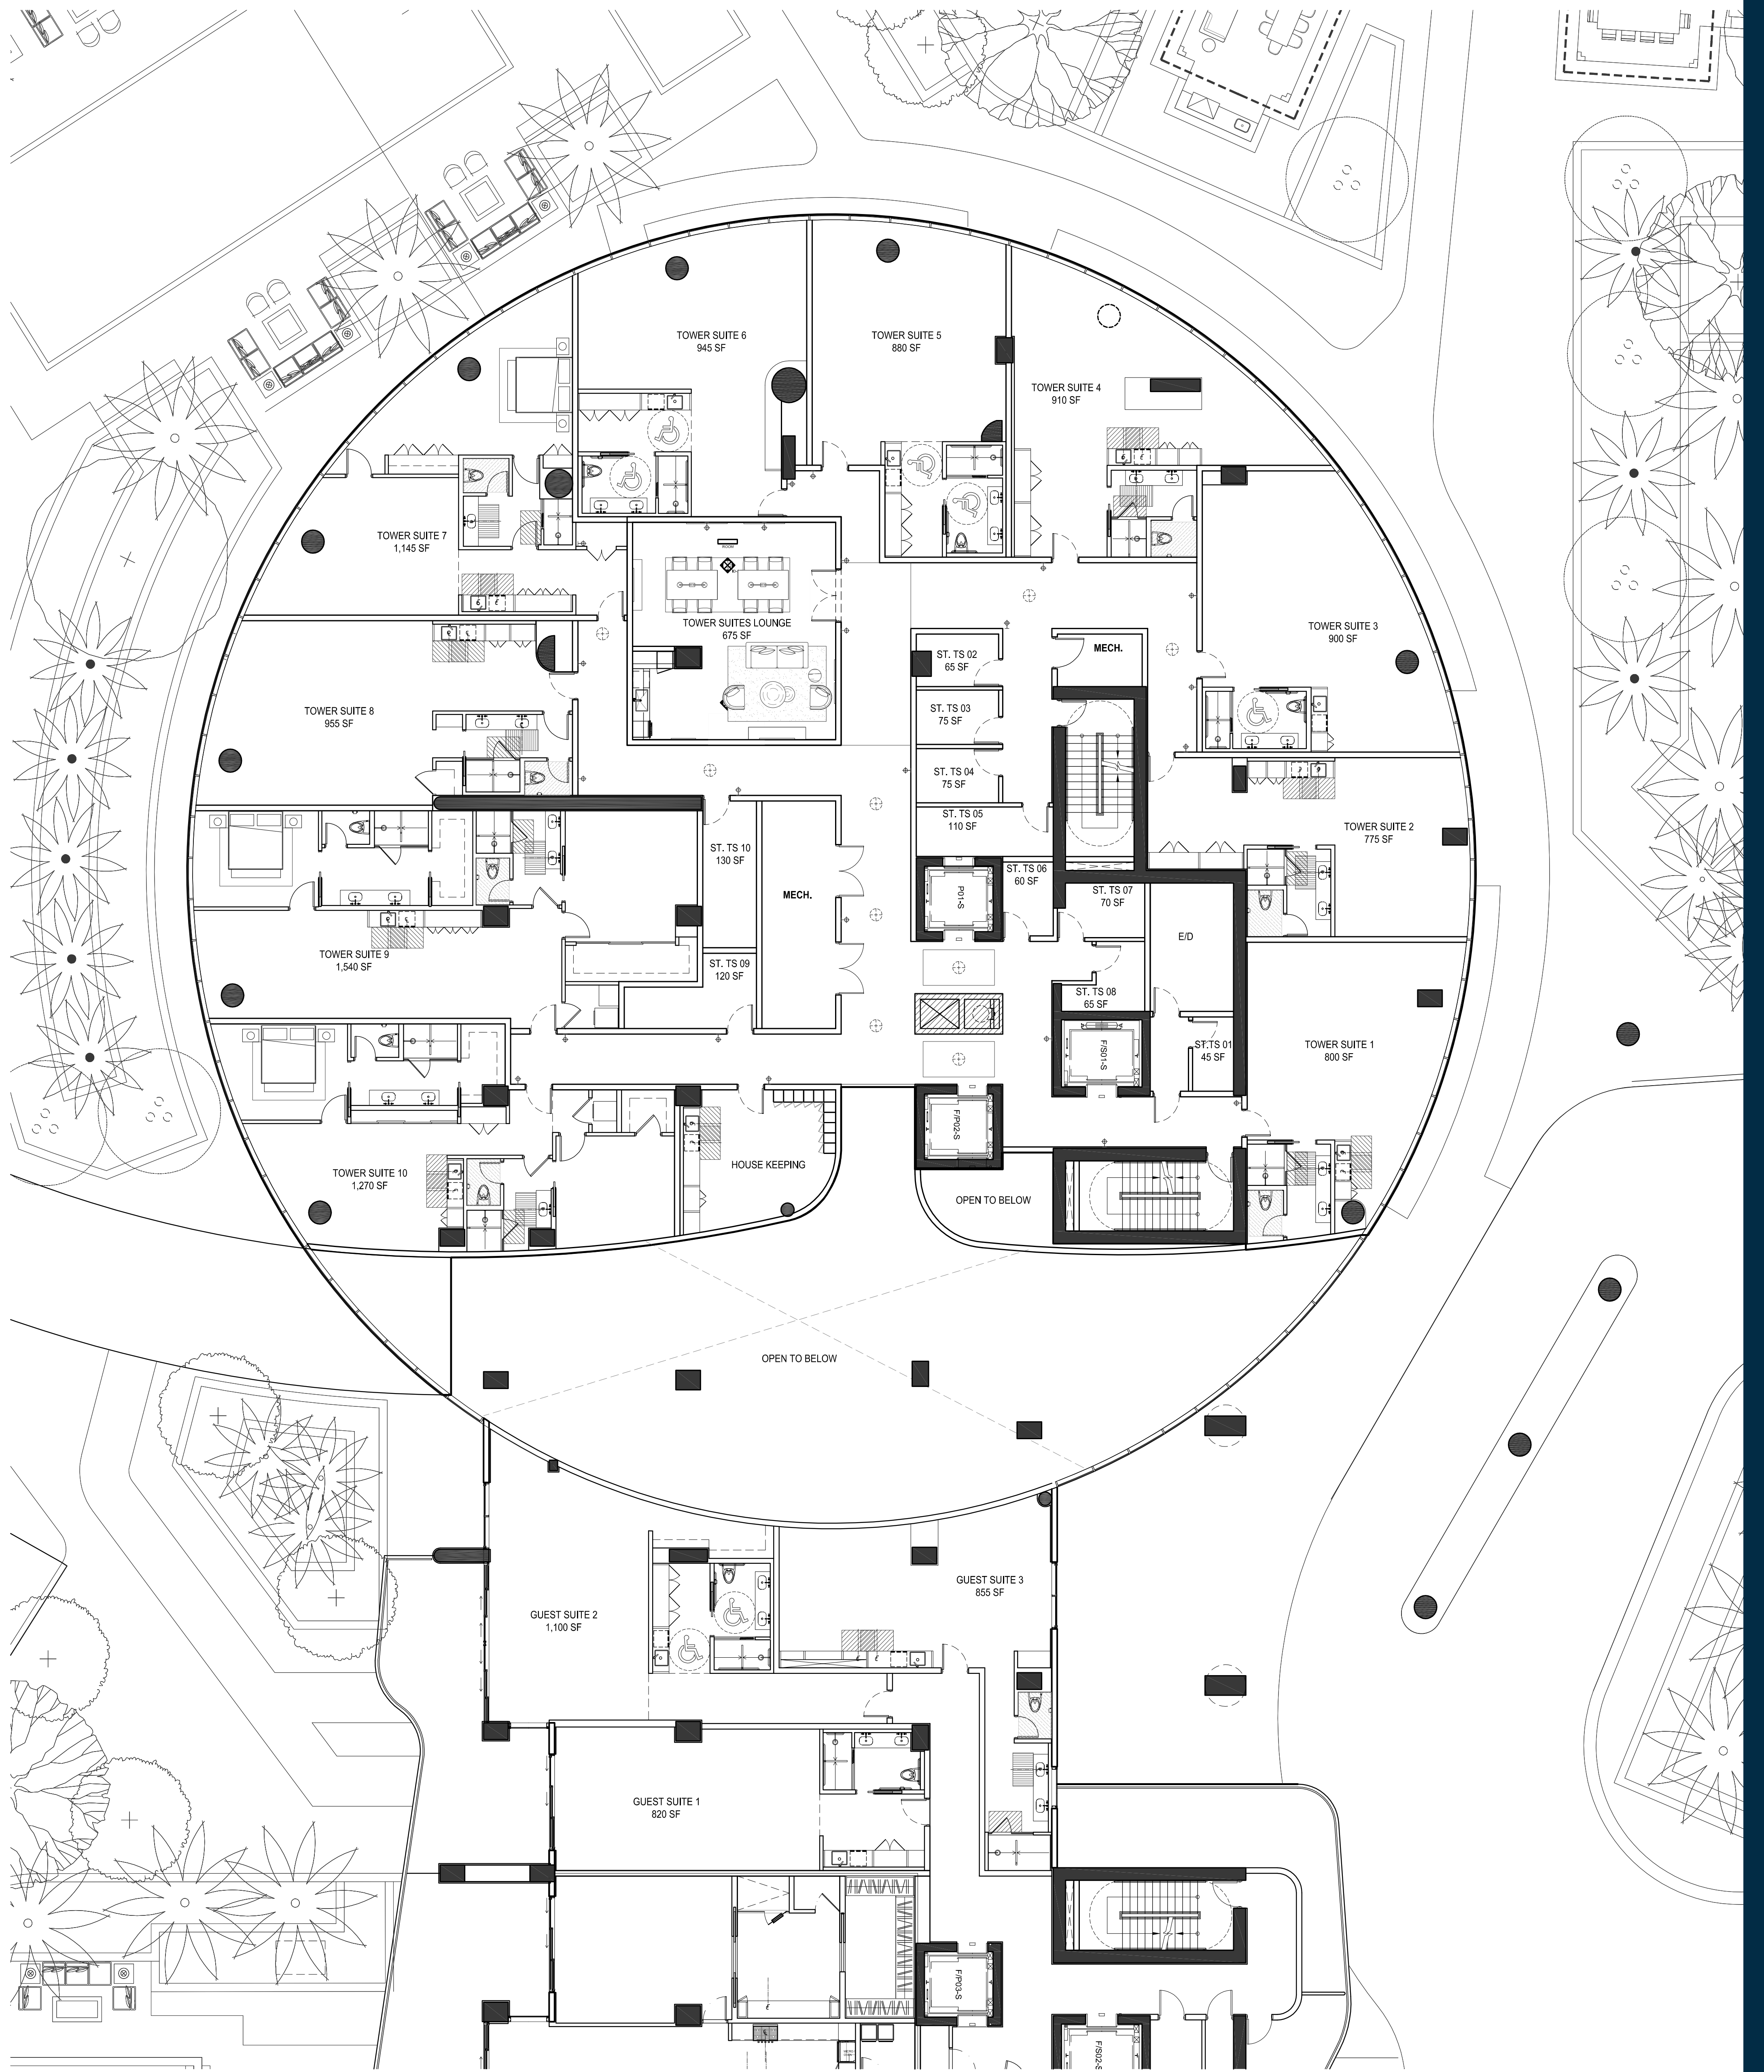 TOWER SUITE 6
945 SF
TOWER SUITE 5
880 SF
TOWER SUITE 4
910 SF
TOWER SUITE 7
1,145 SF
TOWER SUITES LOUNGE
675 SF
TOWER SUITE 3
900 SF
ST. TS 02
65 SF
MECH.
TOWER SUITE 8
955 SF
ST. TS 03
75 SF
ST. TS 04
75 SF
ST. TS 05
110 SF
TOWER SUITE 2
775 SF
ST. TS 10
130 SF
ST. TS 06
60 SF
P01-S
ST. TS 07
70 SF
MECH.
E/D
TOWER SUITE 9
1,540 SF
ST. TS 09
120 SF
ST. TS 08
65 SF
F/S01-S
ST.TS 01
45 SF
TOWER SUITE 1
800 SF
F/P02-S
TOWER SUITE 10
1,270 SF
HOUSE KEEPING
OPEN TO BELOW
OPEN TO BELOW
GUEST SUITE 3
855 SF
GUEST SUITE 2
1,100 SF
GUEST SUITE 1
820 SF
F/P03-S
F/S02-S